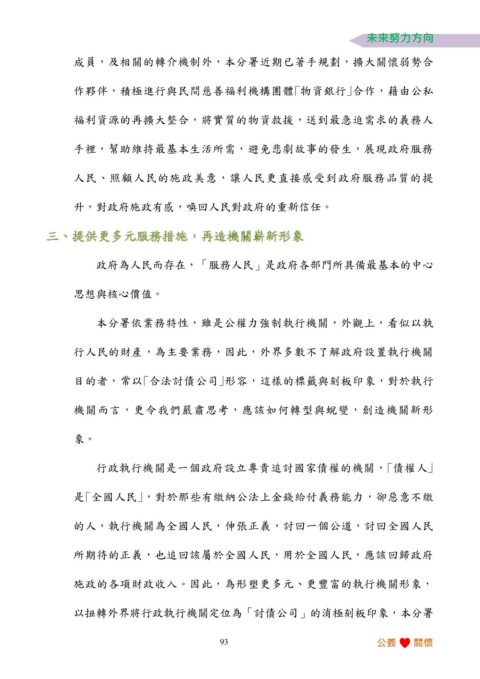 未來努力方向
成員，及相關的轉介機制外，本分署近期已著手規劃，擴大關懷弱勢合
作夥伴，積極進行與民間慈善福利機構團體「物資銀行」合作，藉由公私
福利資源的再擴大整合，將實質的物資救援，送到最急迫需求的義務人
手裡，幫助維持最基本生活所需，避免悲劇故事的發生，展現政府服務
人民、照顧人民的施政美意，讓人民更直接感受到政府服務品質的提
升，對政府施政有感，喚回人民對政府的重新信任。
三、提供更多元服務措施，再造機關嶄新形象
政府為人民而存在，「服務人民」是政府各部門所具備最基本的中心
思想與核心價值。
本分署依業務特性，雖是公權力強制執行機關，外觀上，看似以執
行人民的財產，為主要業務，因此，外界多數不了解政府設置執行機關
目的者，常以「合法討債公司」形容，這樣的標籤與刻板印象，對於執行
機關而言，更令我們嚴肅思考，應該如何轉型與蛻變，創造機關新形
象。
行政執行機關是一個政府設立專責追討國家債權的機關，「債權人」
是「全國人民」，對於那些有繳納公法上金錢給付義務能力，卻惡意不繳
的人，執行機關為全國人民，伸張正義，討回一個公道，討回全國人民
所期待的正義，也追回該屬於全國人民，用於全國人民，應該回歸政府
施政的各項財政收入。因此，為形塑更多元、更豐富的執行機關形象，
以扭轉外界將行政執行機關定位為「討債公司」的消極刻板印象，本分署
93
公義 ♥ 關懷